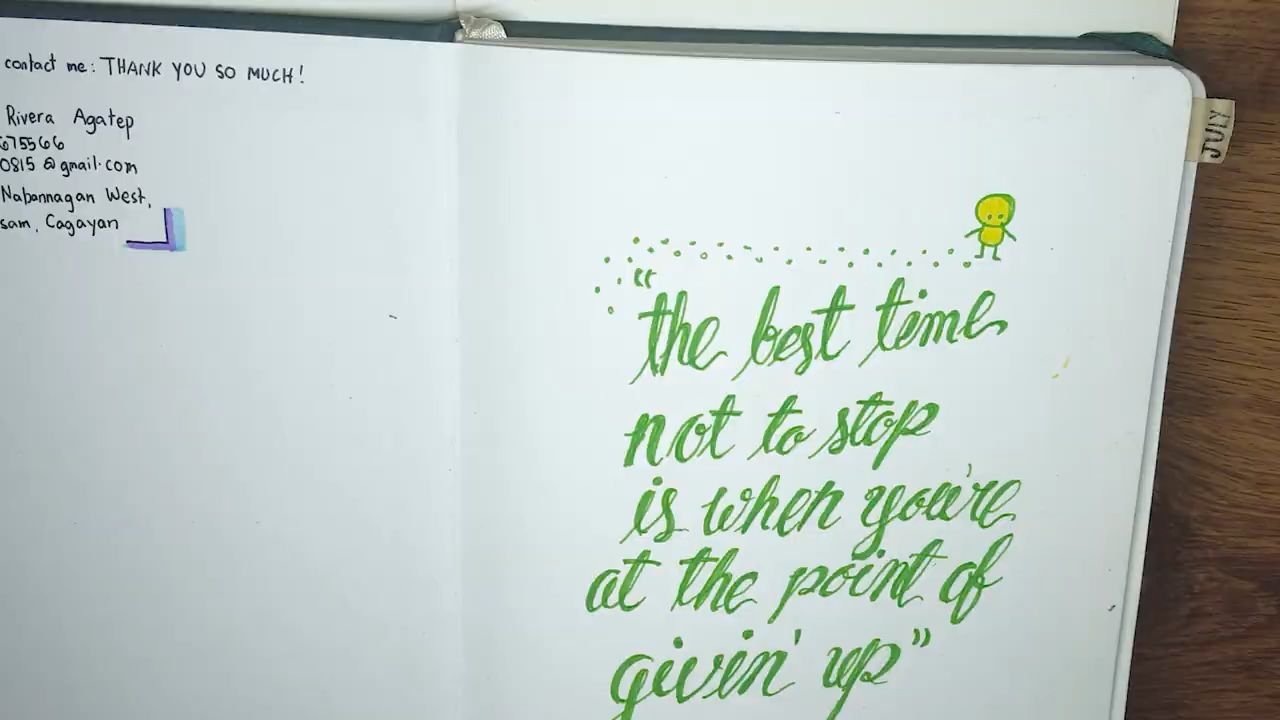 contact me: THANK YOU SO MUCH!
Rivera Agatep
675566
0815@gmail.com
Nabannagan West,
sam, Cagayan
JULY
"the best time
not to stop
is when you're
at the point of
givin' up"